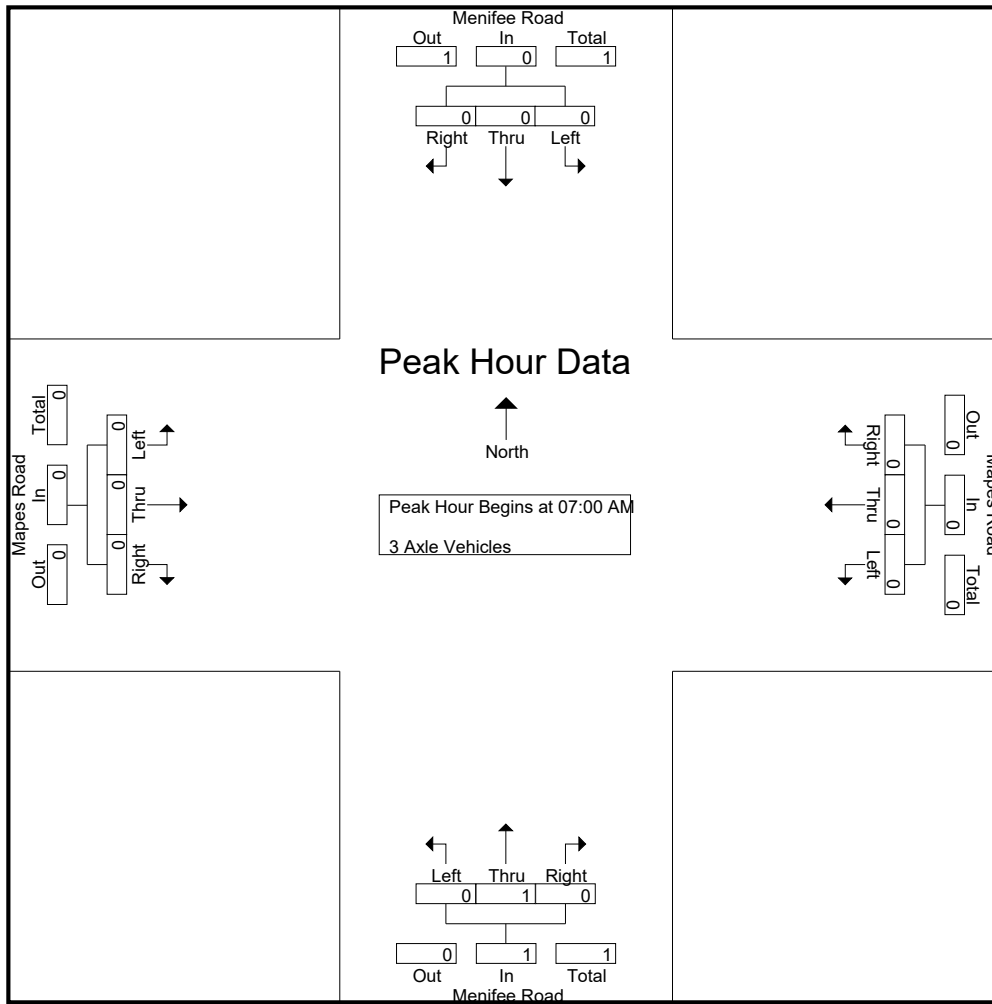 Menifee Road
Out In Total
1 0 1
0 0 0
Right Thru Left
Peak Hour Data
North
Peak Hour Begins at 07:00 AM
3 Axle Vehicles
Mapes Road
Out In Total
0 0 0
Left Thru Right
0 0 0
Mapes Road
Out In Total
0 0 0
Right Thru Left
0 0 0
Left Thru Right
0 1 0
0 1 1
Out In Total
Menifee Road